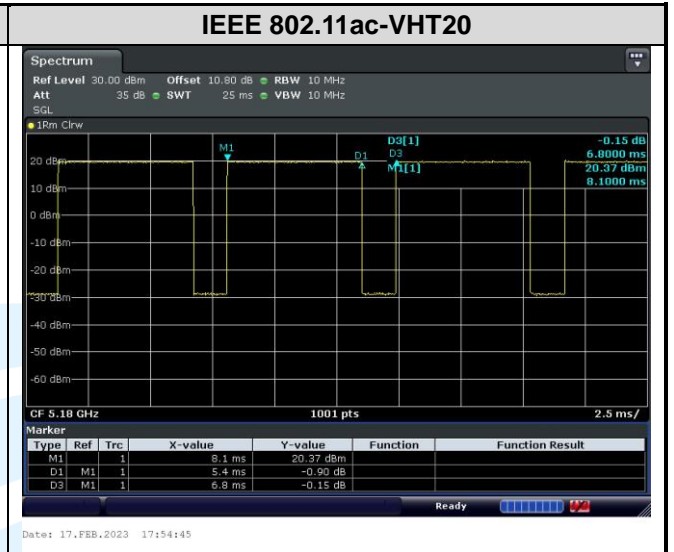 IEEE 802.11ac-VHT20
Spectrum
Ref Level 30.00 dBm Offset 10.80 dB RBW 10 MHz
Att 35 dB SWT 25 ms VBW 10 MHz
SGL
1Rm Clrw
D3[1] -0.15 dB
6.8000 ms
M1[1] 20.37 dBm
8.1000 ms
M1
D1 D3
20 dBm
10 dBm
0 dBm
-10 dBm
-20 dBm
-30 dBm
-40 dBm
-50 dBm
-60 dBm
CF 5.18 GHz 1001 pts 2.5 ms/
Marker
Type Ref Trc X-value Y-value Function Function Result
M1 1 8.1 ms 20.37 dBm
D1 M1 1 5.4 ms -0.90 dB
D3 M1 1 6.8 ms -0.15 dB
Ready
Date: 17.FEB.2023 17:54:45